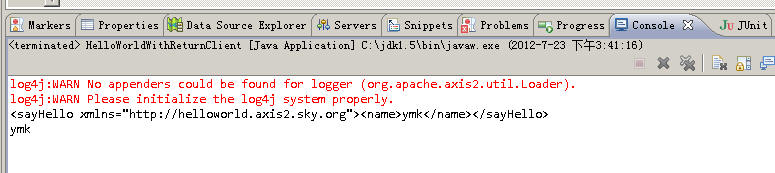 Markers Properties Data Source Explorer Servers Snippets Problems Progress Console JUnit
<terminated> HelloWorldWithReturnClient [Java Application] C:\jdk1.5\bin\javaw.exe (2012-7-23 下午3:41:16)
log4j:WARN No appenders could be found for logger (org.apache.axis2.util.Loader).
log4j:WARN Please initialize the log4j system properly.
<sayHello xmlns="http://helloworld.axis2.sky.org"><name>ymk</name></sayHello>
ymk